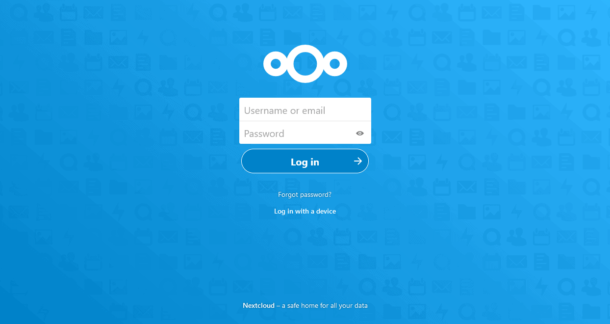 Username or email
Password
Log in
Forgot password?
Log in with a device
Nextcloud – a safe home for all your data